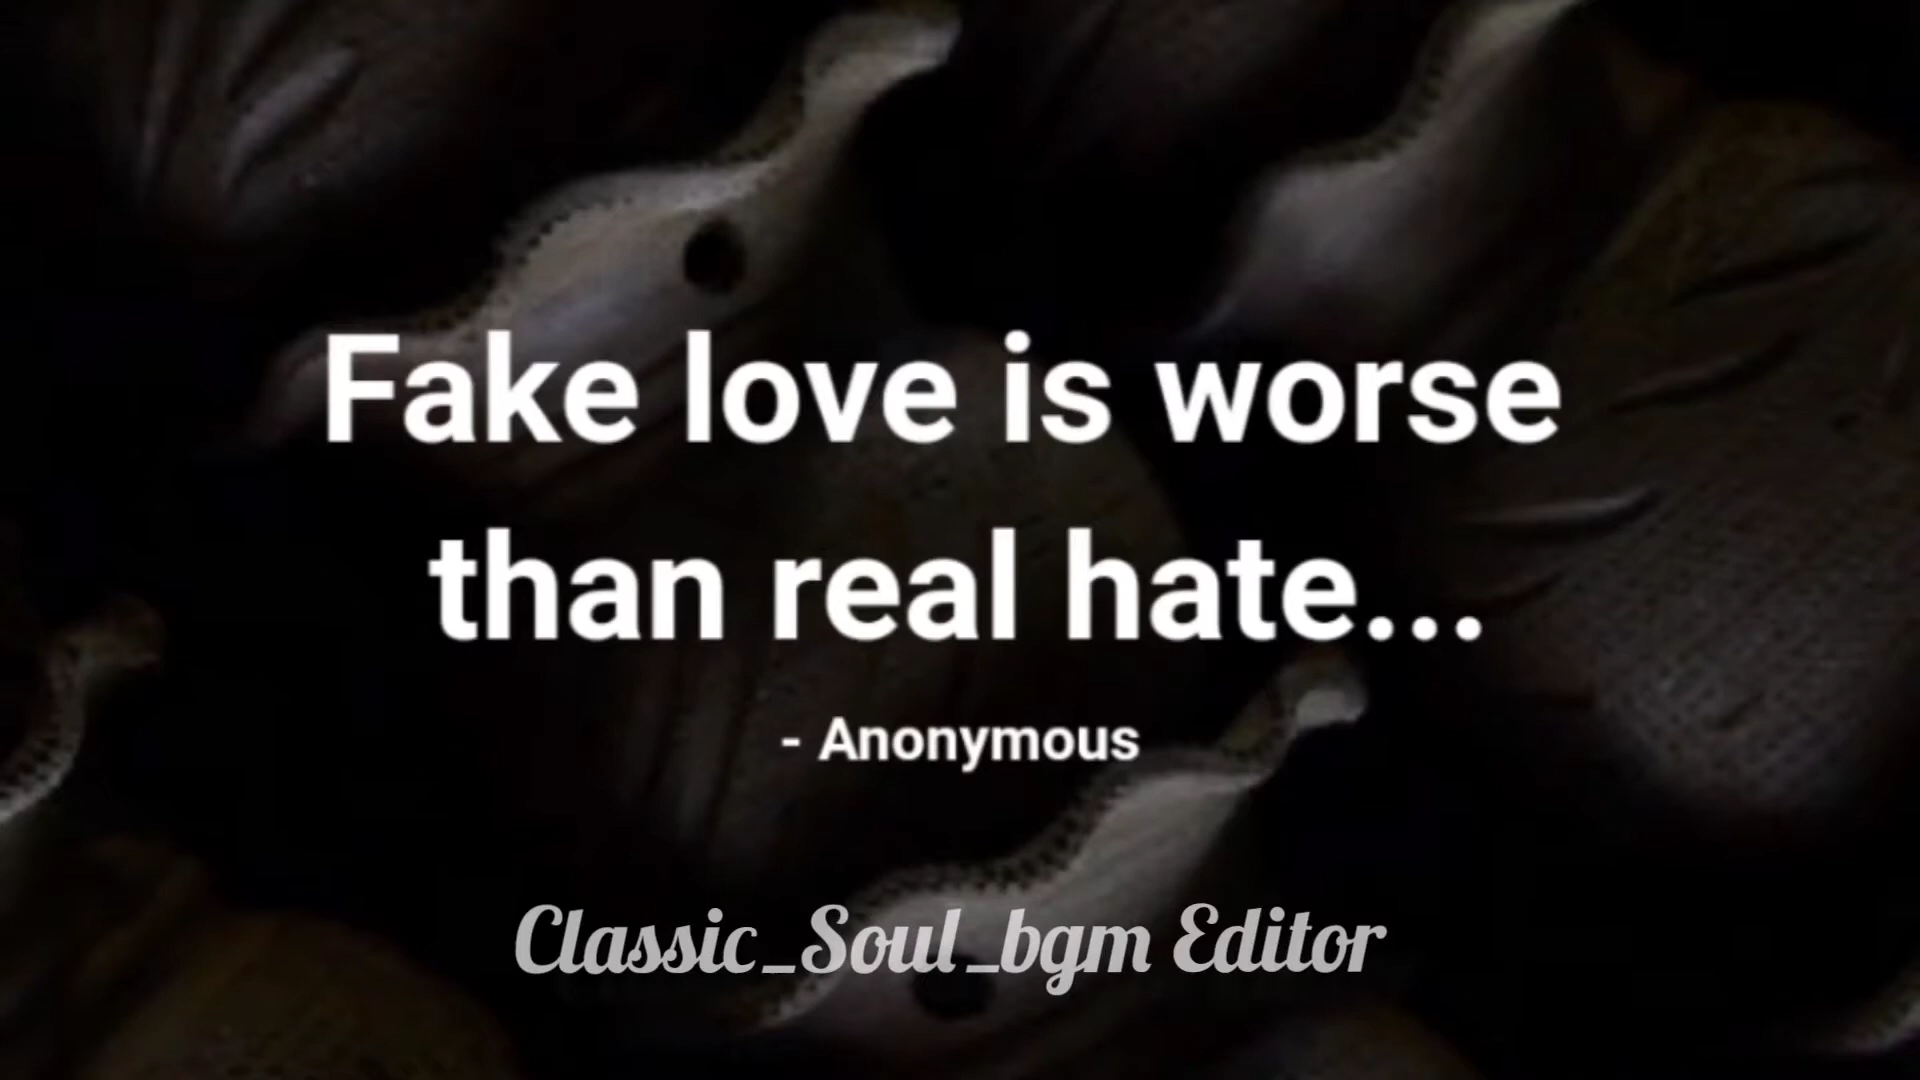 Fake love is worse
than real hate...
- Anonymous
Classic_Soul_bgm Editor